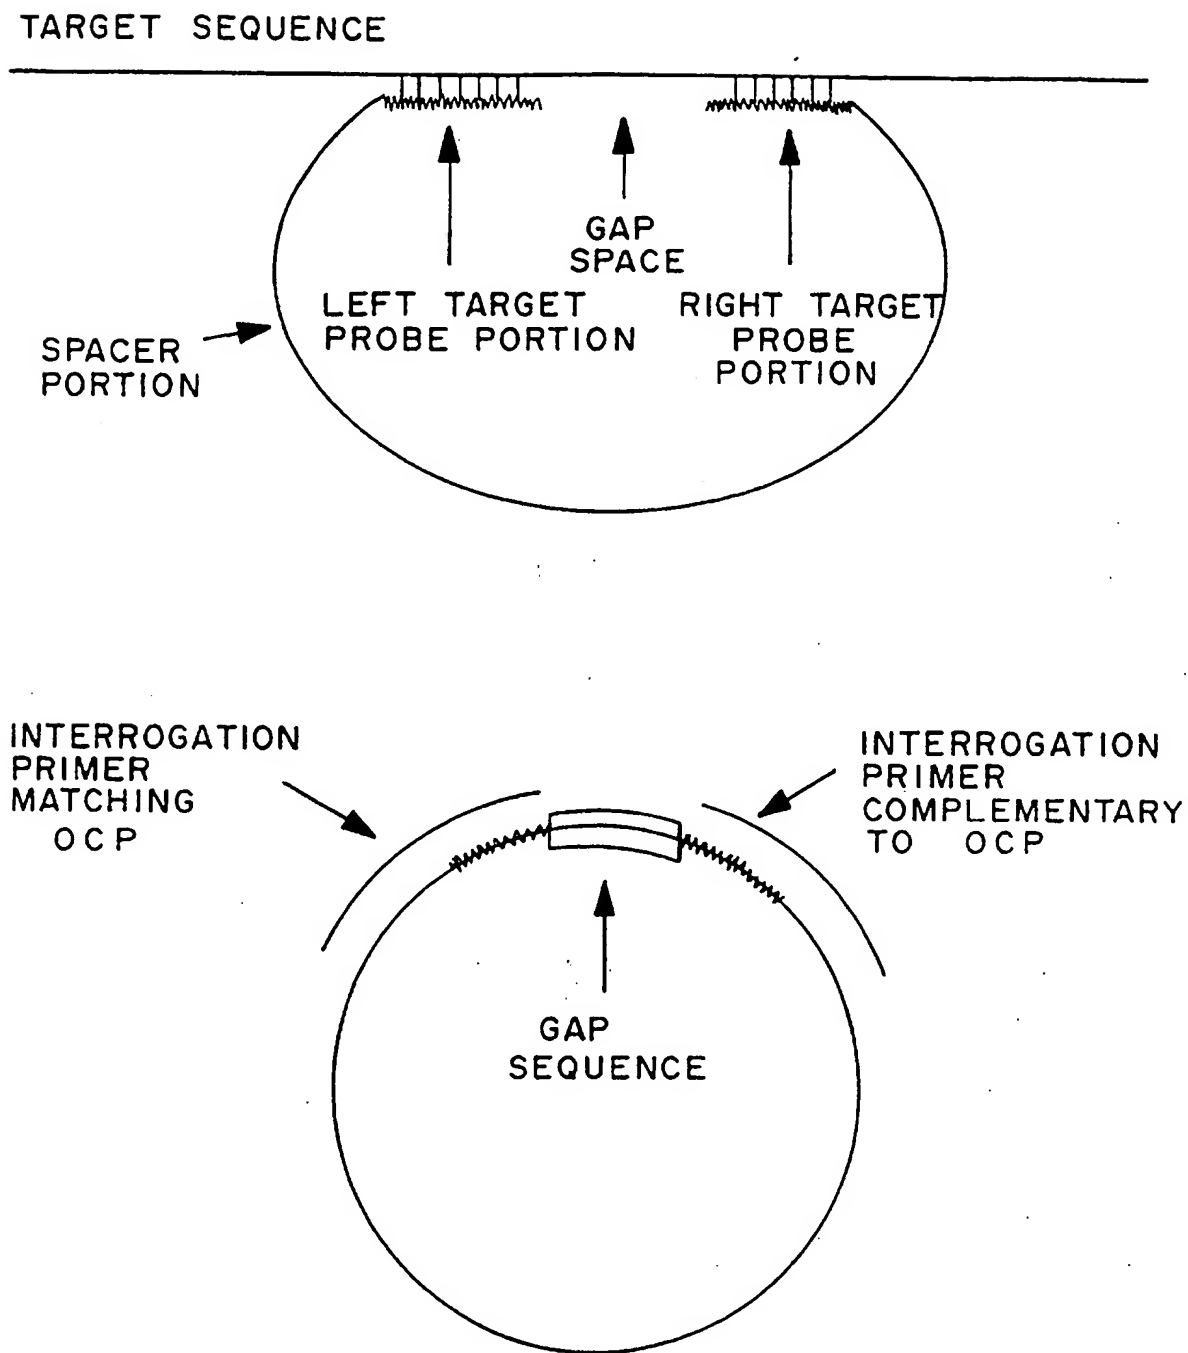 TARGET SEQUENCE
GAP
SPACE
LEFT TARGET
PROBE PORTION
RIGHT TARGET
PROBE
PORTION
SPACER
PORTION
INTERROGATION
PRIMER
MATCHING
OCP
INTERROGATION
PRIMER
COMPLEMENTARY
TO OCP
GAP
SEQUENCE